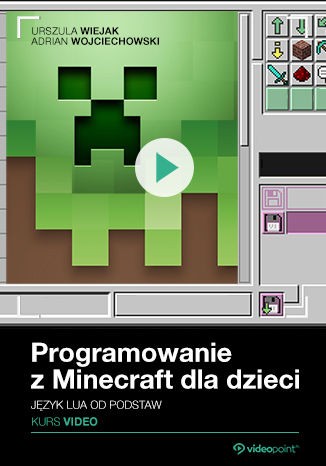 URSZULA WIEJAK
ADRIAN WOJCIECHOWSKI
Programowanie
z Minecraft dla dzieci
JĘZYK LUA OD PODSTAW
KURS VIDEO
videopoint